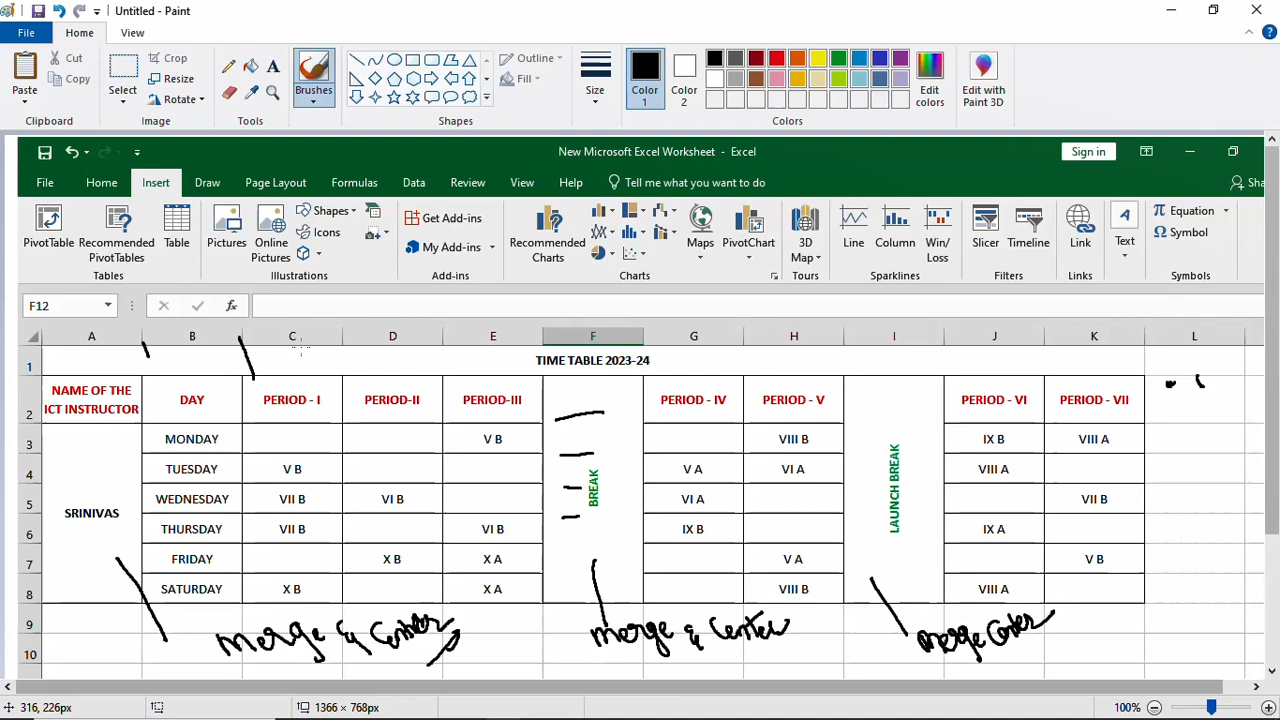 Untitled - Paint
File Home View
Paste Cut Copy Clipboard
Select Crop Resize Rotate Image
Tools
Brushes
Outline Fill Shapes
Size
Color 1 Color 2 Edit colors Colors
Edit with Paint 3D
New Microsoft Excel Worksheet - Excel Sign in
File Home Insert Draw Page Layout Formulas Data Review View Help Tell me what you want to do Sha
PivotTable Recommended PivotTables Table Tables
Pictures Online Pictures Shapes Icons Illustrations
Get Add-ins My Add-ins Add-ins
Recommended Charts Maps PivotChart Charts
3D Map Tours
Line Column Win/Loss Sparklines
Slicer Timeline Filters
Link Links
Text
Equation Symbol Symbols
F12 fx
A B C D E F G H I J K L
1 TIME TABLE 2023-24
2 NAME OF THE ICT INSTRUCTOR DAY PERIOD - I PERIOD-II PERIOD-III PERIOD - IV PERIOD - V PERIOD - VI PERIOD - VII
3 MONDAY V B VIII B IX B VIII A
4 TUESDAY V B V A VI A VIII A
5 WEDNESDAY VII B VI B VI A VII B
SRINIVAS BREAK LAUNCH BREAK
6 THURSDAY VII B VI B IX B IX A
7 FRIDAY X B X A V A V B
8 SATURDAY X B X A VIII B VIII A
9 merge & Center merge & Center merge Center
10
316, 226px 1366 × 768px 100%